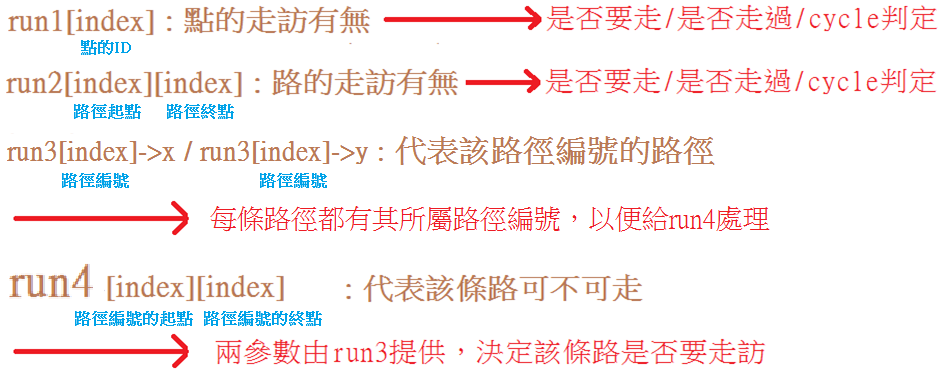 run1[index] : 點的走訪有無 是否要走/是否走過/cycle判定
點的ID
run2[index][index] : 路的走訪有無 是否要走/是否走過/cycle判定
路徑起點 路徑終點
run3[index]->x / run3[index]->y : 代表該路徑編號的路徑
路徑編號 路徑編號
每條路徑都有其所屬路徑編號，以便給run4處理
run4 [index][index] : 代表該條路可不可走
路徑編號的起點 路徑編號的終點
兩參數由run3提供，決定該條路是否要走訪